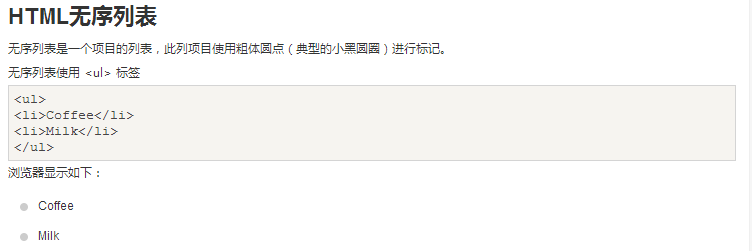 HTML无序列表
无序列表是一个项目的列表，此列项目使用粗体圆点（典型的小黑圆圈）进行标记。
无序列表使用 <ul> 标签
<ul>
<li>Coffee</li>
<li>Milk</li>
</ul>
浏览器显示如下：
Coffee
Milk